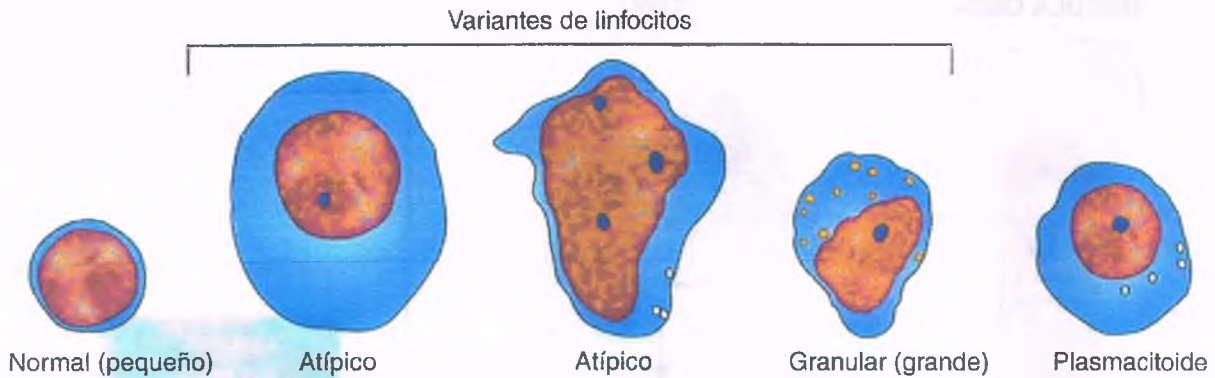 Variantes de linfocitos
Normal (pequeño) Atípico Atípico Granular (grande) Plasmacitoide